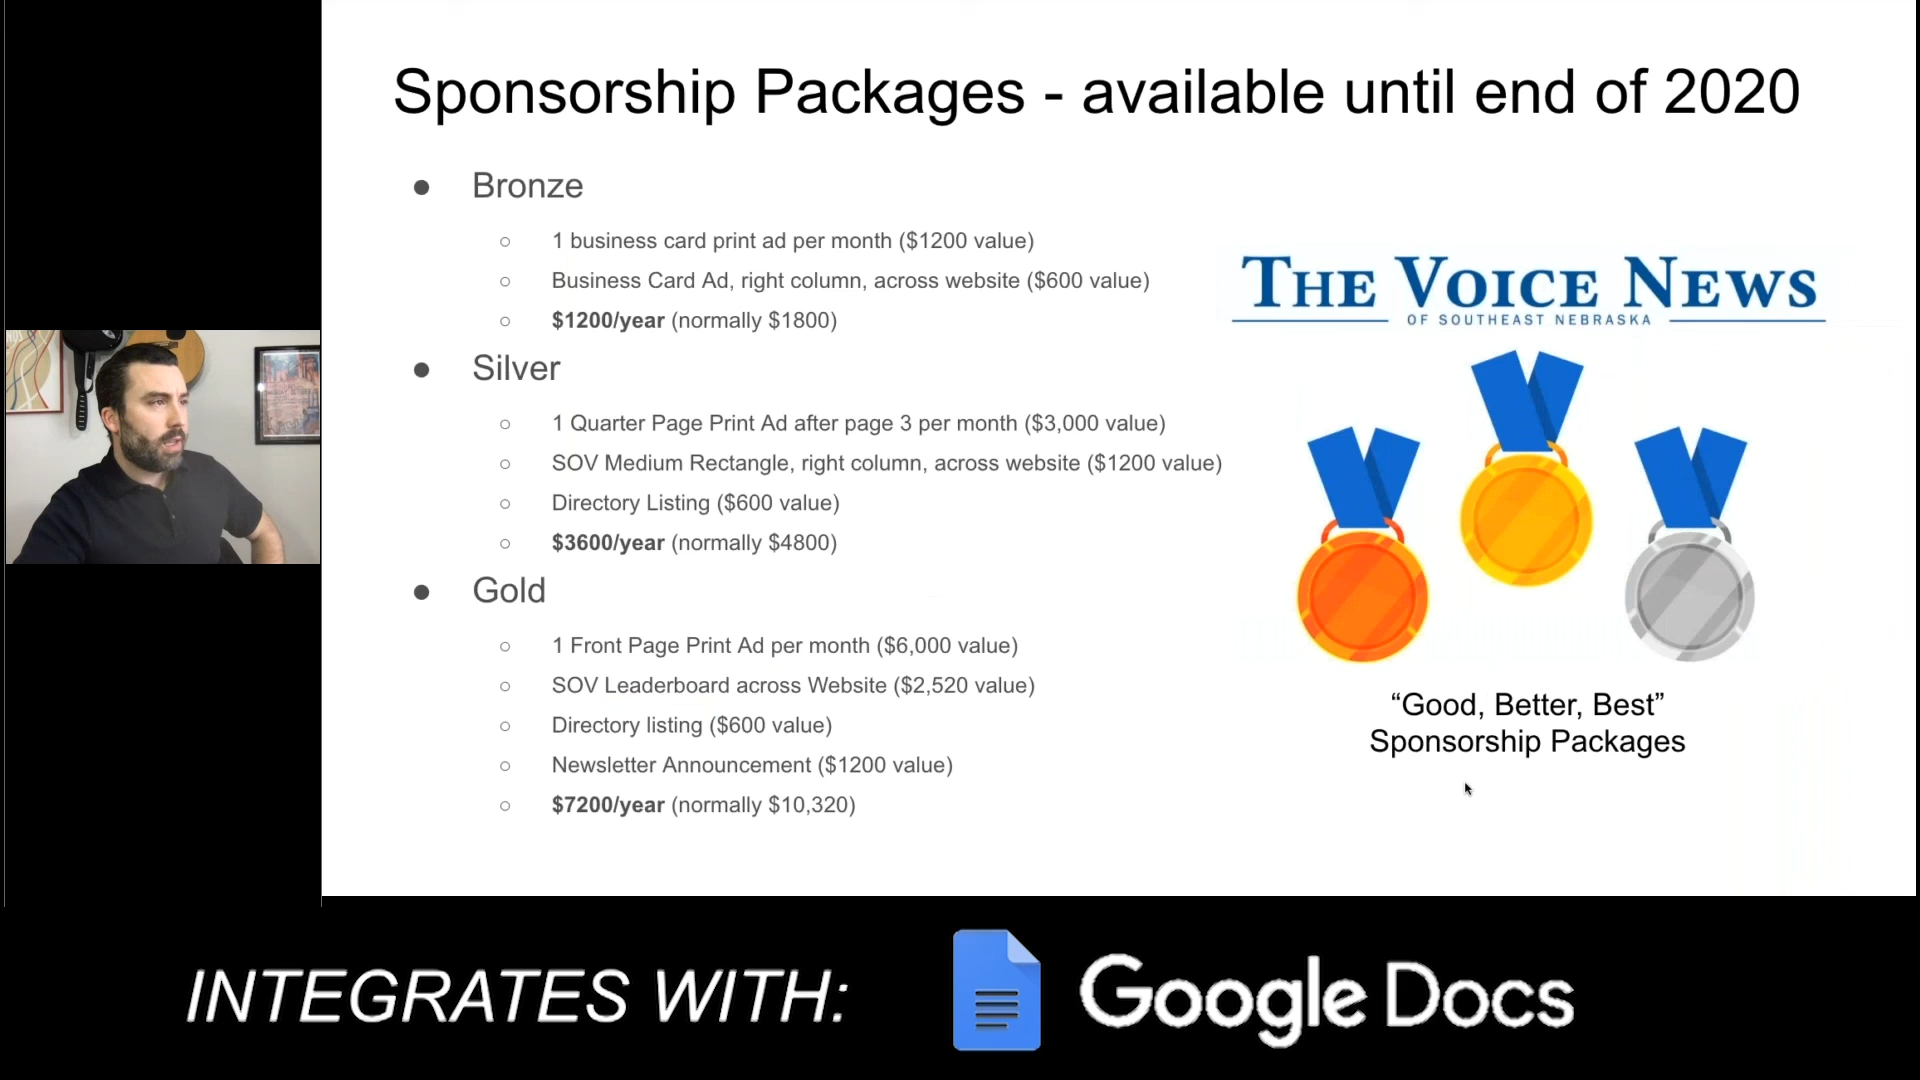 Sponsorship Packages - available until end of 2020
● Bronze
○ 1 business card print ad per month ($1200 value)
○ Business Card Ad, right column, across website ($600 value)
○ $1200/year (normally $1800)
● Silver
○ 1 Quarter Page Print Ad after page 3 per month ($3,000 value)
○ SOV Medium Rectangle, right column, across website ($1200 value)
○ Directory Listing ($600 value)
○ $3600/year (normally $4800)
● Gold
○ 1 Front Page Print Ad per month ($6,000 value)
○ SOV Leaderboard across Website ($2,520 value)
○ Directory listing ($600 value)
○ Newsletter Announcement ($1200 value)
○ $7200/year (normally $10,320)
THE VOICE NEWS
OF SOUTHEAST NEBRASKA
“Good, Better, Best”
Sponsorship Packages
INTEGRATES WITH: Google Docs